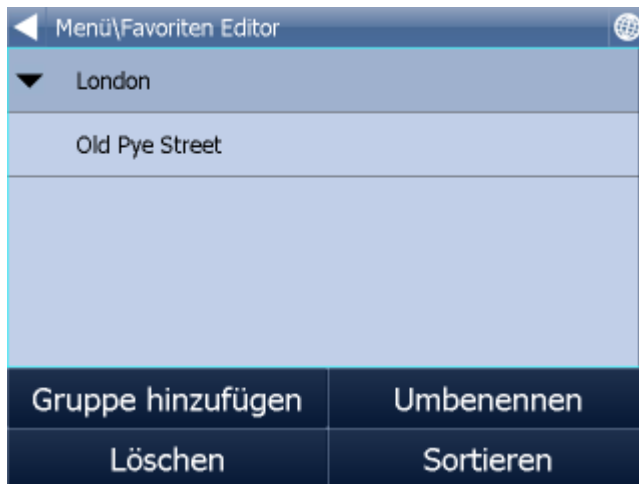 Menü\Favoriten Editor
London
Old Pye Street
Gruppe hinzufügen
Umbenennen
Löschen
Sortieren